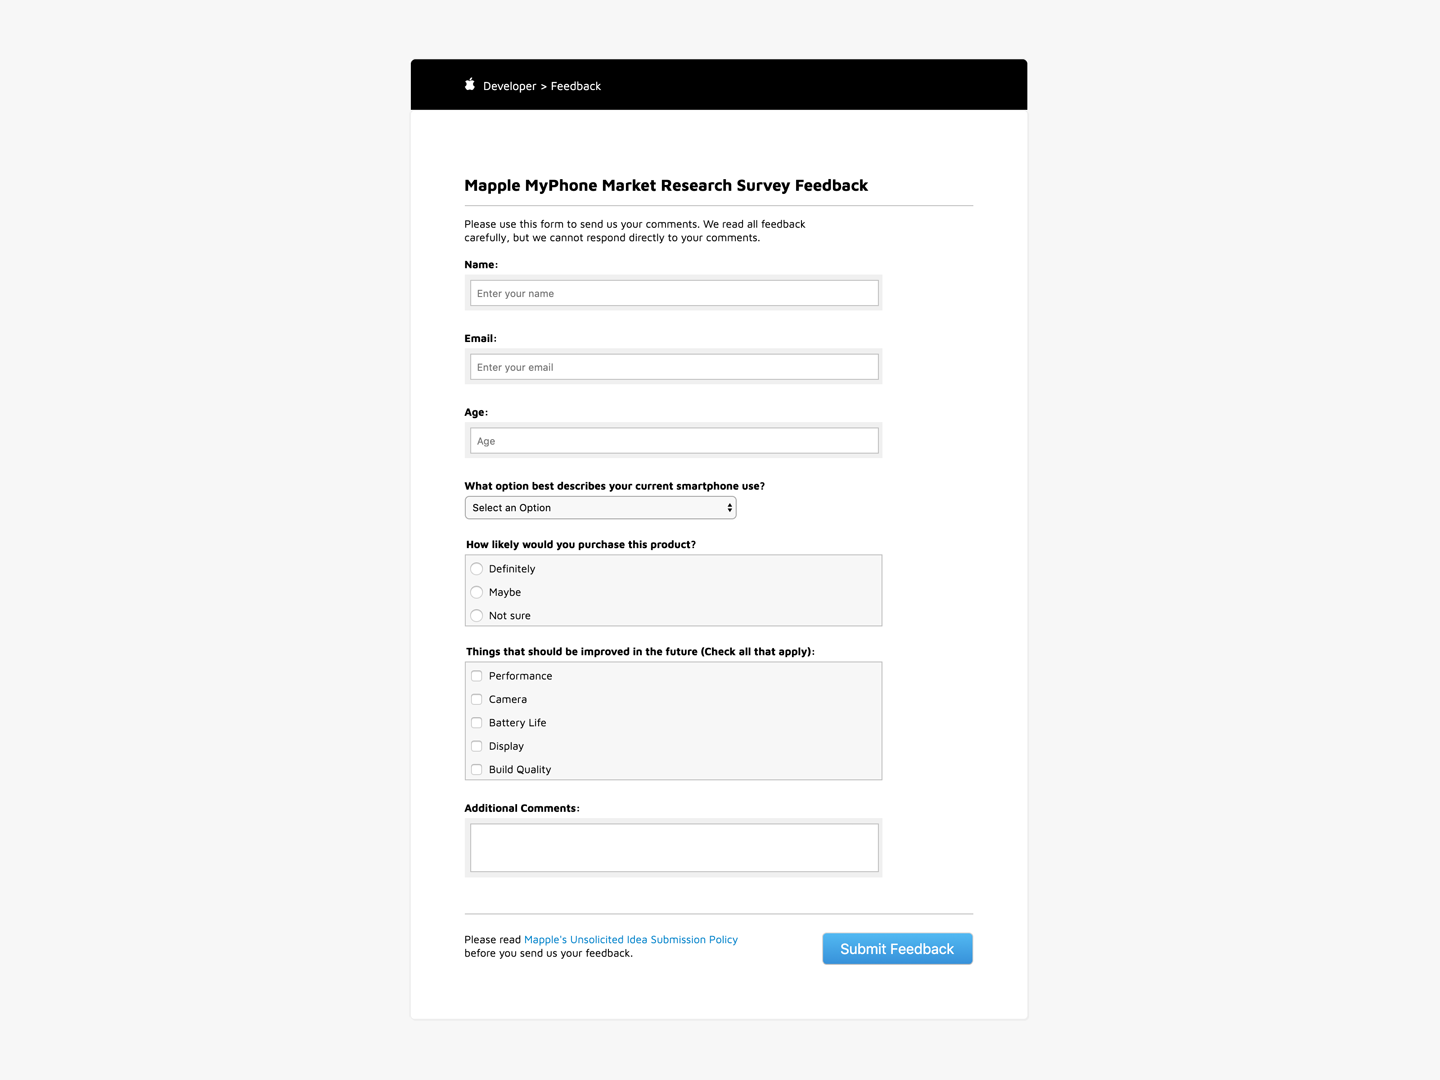 Developer > Feedback
Mapple MyPhone Market Research Survey Feedback
Please use this form to send us your comments. We read all feedback
carefully, but we cannot respond directly to your comments.
Name:
Enter your name
Email:
Enter your email
Age:
Age
What option best describes your current smartphone use?
Select an Option
How likely would you purchase this product?
Definitely
Maybe
Not sure
Things that should be improved in the future (Check all that apply):
Performance
Camera
Battery Life
Display
Build Quality
Additional Comments:
Please read Mapple's Unsolicited Idea Submission Policy
before you send us your feedback.
Submit Feedback